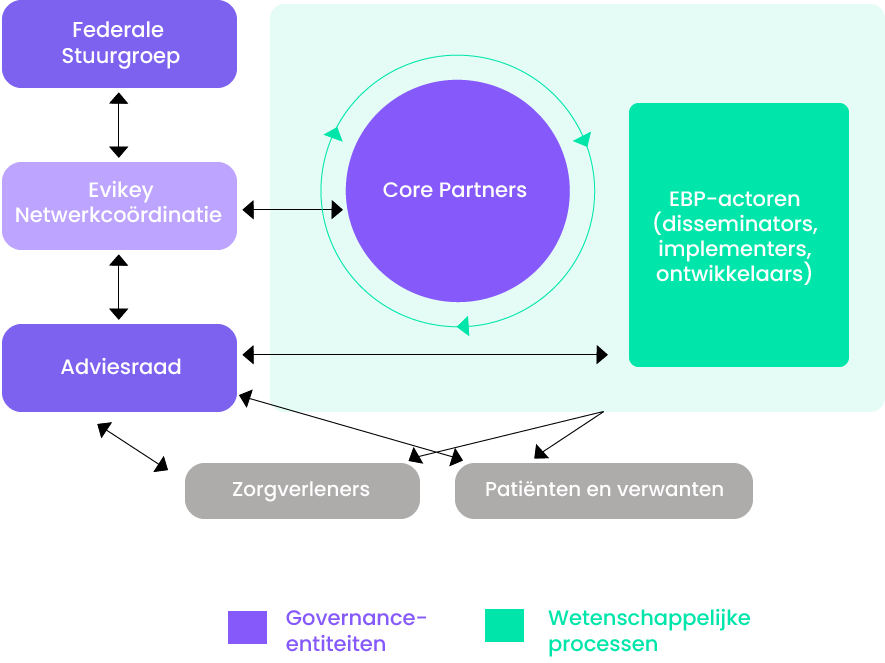 Federale
Stuurgroep
Evikey
Netwerkcoördinatie
Core Partners
EBP-actoren
(disseminators,
implementers,
ontwikkelaars)
Adviesraad
Zorgverleners
Patiënten en verwanten
Governance-
entiteiten
Wetenschappelijke
processen